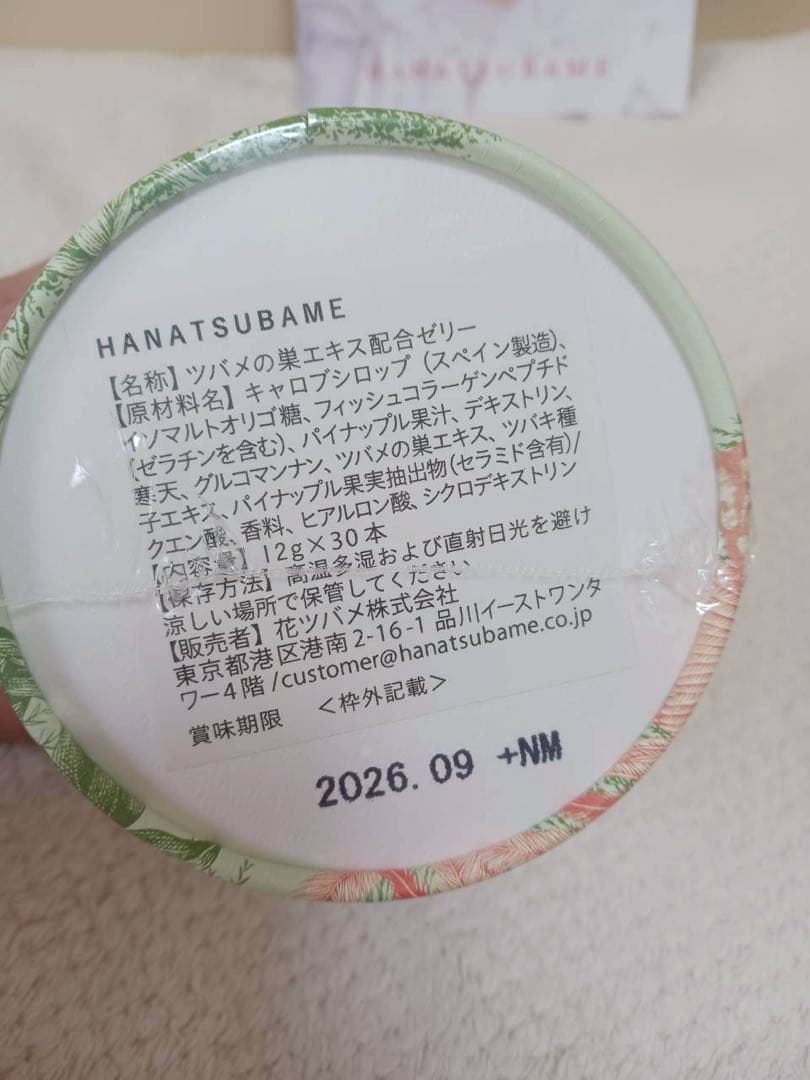 HANATSUBAME
HANATSUBAME
【名称】ツバメの巣エキス配合ゼリー
【原材料名】キャロブシロップ（スペイン製造）、
イソマルトオリゴ糖、フィッシュコラーゲンペプチド
（ゼラチンを含む）、パイナップル果汁、デキストリン、
寒天、グルコマンナン、ツバメの巣エキス、ツバキ種
子エキス、パイナップル果実抽出物（セラミド含有）/
クエン酸、香料、ヒアルロン酸、シクロデキストリン
【内容量】12g×30本
【保存方法】高温多湿および直射日光を避け
涼しい場所で保管してください
【販売者】花ツバメ株式会社
東京都港区港南2-16-1 品川イーストワンタ
ワー4階/customer@hanatsubame.co.jp
賞味期限 ＜枠外記載＞
2026.09 +NM